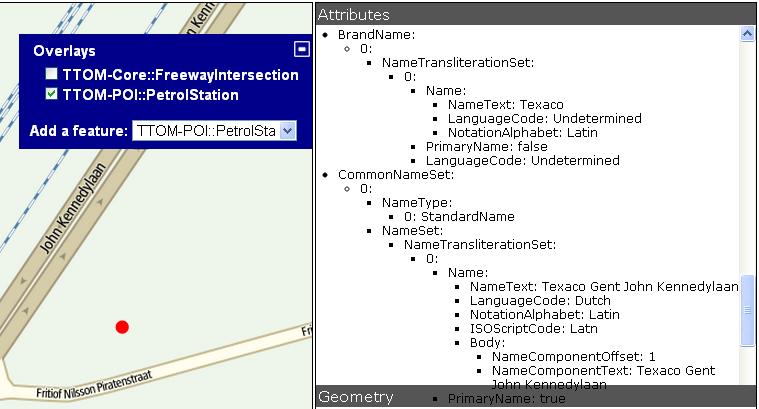 John Kenn
Overlays
TTOM-Core::FreewayIntersection
TTOM-POI::PetrolStation
Add a feature: TTOM-POI::PetrolSta
John Kennedylaan
Fri
Fritiof Nilsson Piratenstraat
Attributes
BrandName:
0:
NameTransliterationSet:
0:
Name:
NameText: Texaco
LanguageCode: Undetermined
NotationAlphabet: Latin
PrimaryName: false
LanguageCode: Undetermined
CommonNameSet:
0:
NameType:
0: StandardName
NameSet:
NameTransliterationSet:
0:
Name:
NameText: Texaco Gent John Kennedylaan
LanguageCode: Dutch
NotationAlphabet: Latin
ISOScriptCode: Latn
Body:
NameComponentOffset: 1
NameComponentText: Texaco Gent
John Kennedylaan
PrimaryName: true
Geometry